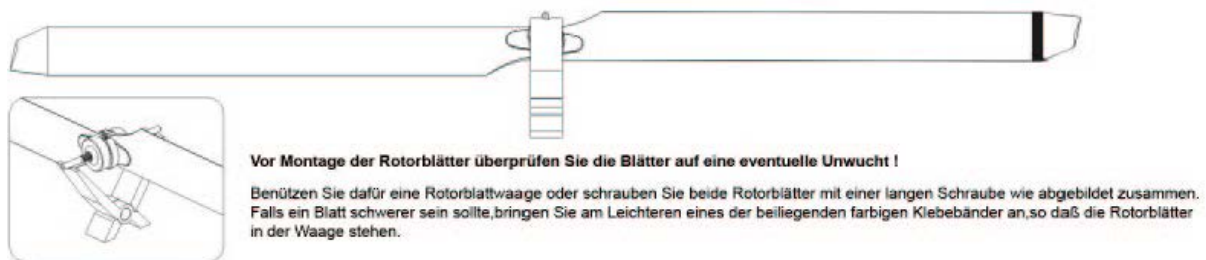 Vor Montage der Rotorblätter überprüfen Sie die Blätter auf eine eventuelle Unwucht !
Benützen Sie dafür eine Rotorblattwaage oder schrauben Sie beide Rotorblätter mit einer langen Schraube wie abgebildet zusammen.
Falls ein Blatt schwerer sein sollte,bringen Sie am Leichteren eines der beiliegenden farbigen Klebebänder an,so daß die Rotorblätter
in der Waage stehen.